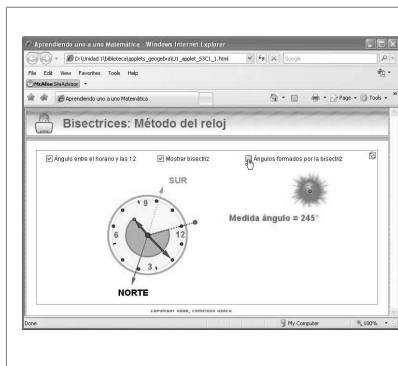 Aprendiendo uno a uno Matemática - Windows Internet Explorer
D:\Unidad 1\biblioteca\applets_geogebra\U1_applet_S3C1_1.html
Google
File Edit View Favorites Tools Help
McAfee SiteAdvisor
Aprendiendo uno a uno Matemática
Page Tools
Bisectrices: Método del reloj
Ángulo entre el horario y las 12
Mostrar bisectriz
Ángulos formados por la bisectriz
SUR
9
6
12
3
NORTE
Medida ángulo = 245°
Done
My Computer
100%